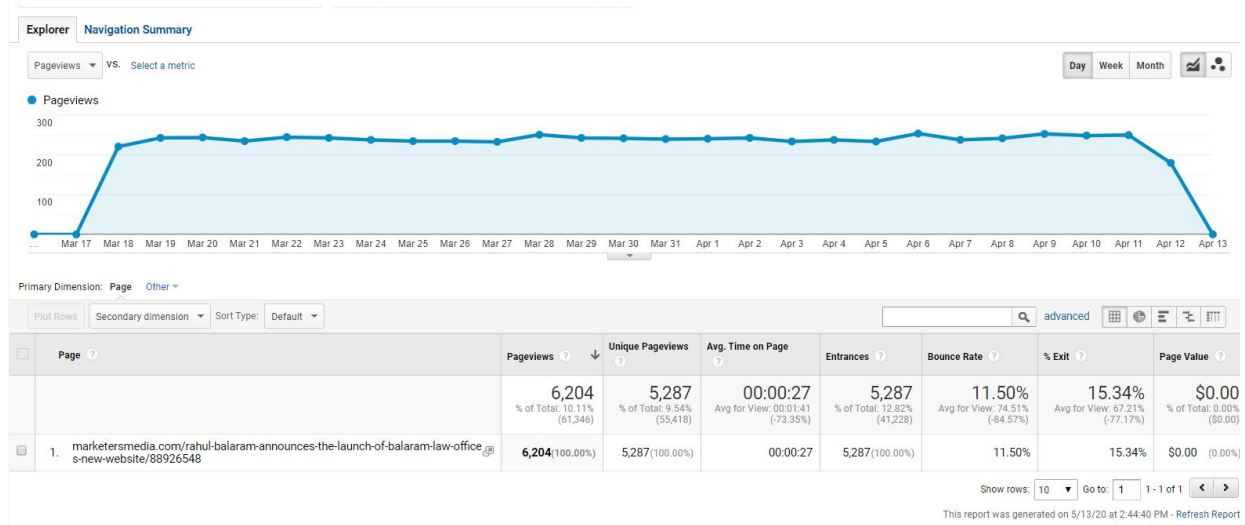 Explorer Navigation Summary
Pageviews VS. Select a metric Day Week Month
Pageviews
300
200
100
... Mar 17 Mar 18 Mar 19 Mar 20 Mar 21 Mar 22 Mar 23 Mar 24 Mar 25 Mar 26 Mar 27 Mar 28 Mar 29 Mar 30 Mar 31 Apr 1 Apr 2 Apr 3 Apr 4 Apr 5 Apr 6 Apr 7 Apr 8 Apr 9 Apr 10 Apr 11 Apr 12 Apr 13
Primary Dimension: Page Other
Plot Rows Secondary dimension Sort Type: Default advanced
Page ? Pageviews ? Unique Pageviews ? Avg. Time on Page ? Entrances ? Bounce Rate ? % Exit ? Page Value ?
6,204 5,287 00:00:27 5,287 11.50% 15.34% $0.00
% of Total: 10.11% % of Total: 9.54% Avg for View: 00:01:41 % of Total: 12.82% Avg for View: 74.51% Avg for View: 67.21% % of Total: 0.00%
(61,346) (55,418) (-73.35%) (41,228) (-84.57%) (-77.17%) ($0.00)
1. marketersmedia.com/rahul-balaram-announces-the-launch-of-balaram-law-office
s-new-website/88926548 6,204(100.00%) 5,287(100.00%) 00:00:27 5,287(100.00%) 11.50% 15.34% $0.00 (0.00%)
Show rows: 10 Go to: 1 1 - 1 of 1
This report was generated on 5/13/20 at 2:44:40 PM - Refresh Report